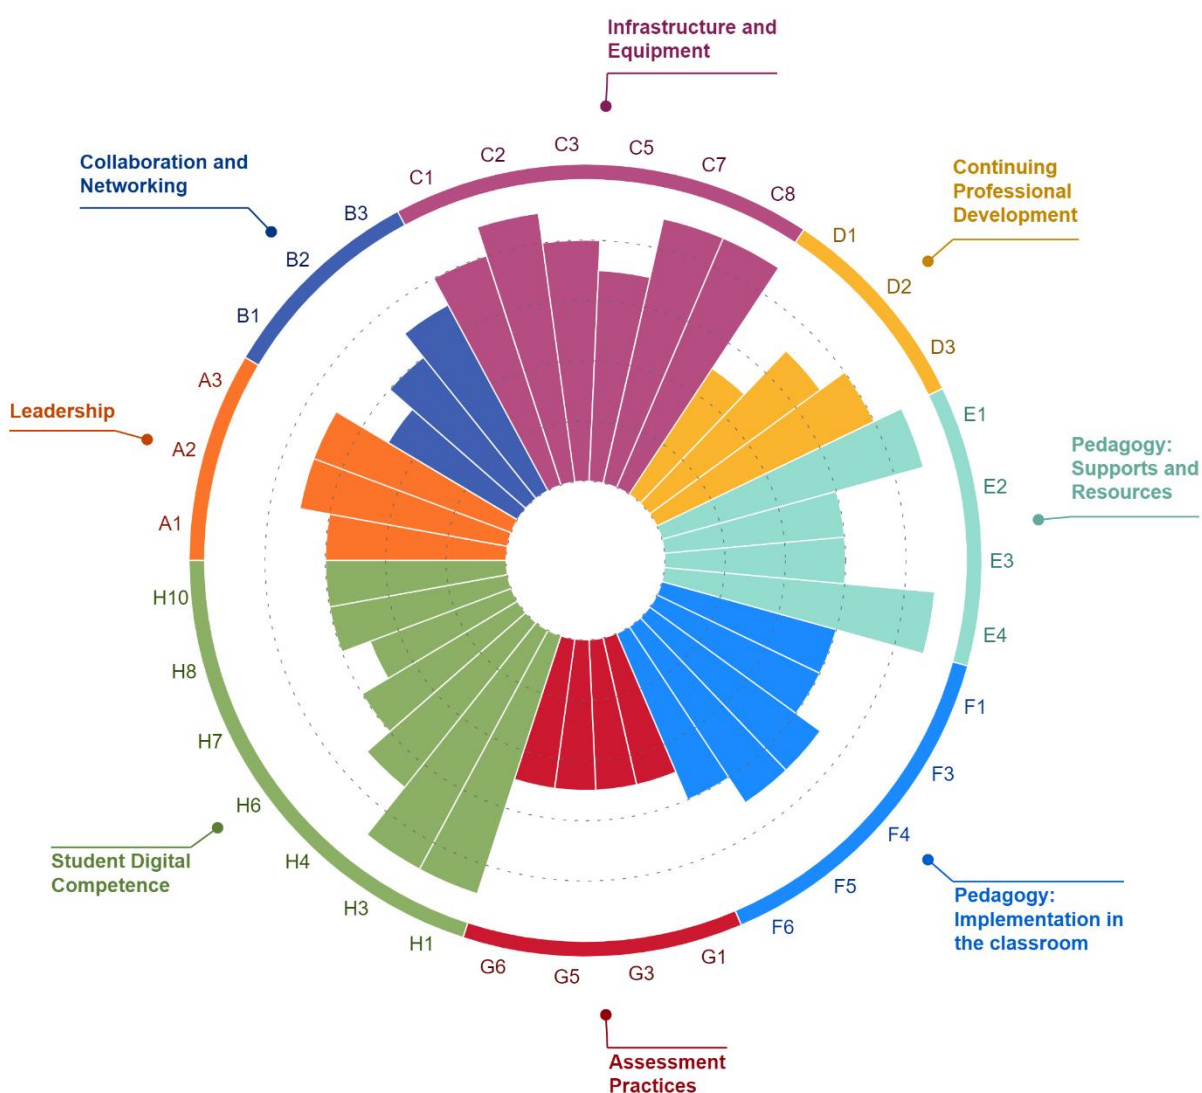 Infrastructure and
Equipment
Collaboration and
Networking
Continuing
Professional
Development
Leadership
Pedagogy:
Supports and
Resources
Student Digital
Competence
Pedagogy:
Implementation in
the classroom
Assessment
Practices
A1
A2
A3
B1
B2
B3
C1
C2
C3
C5
C7
C8
D1
D2
D3
E1
E2
E3
E4
F1
F3
F4
F5
F6
G1
G3
G5
G6
H1
H3
H4
H6
H7
H8
H10